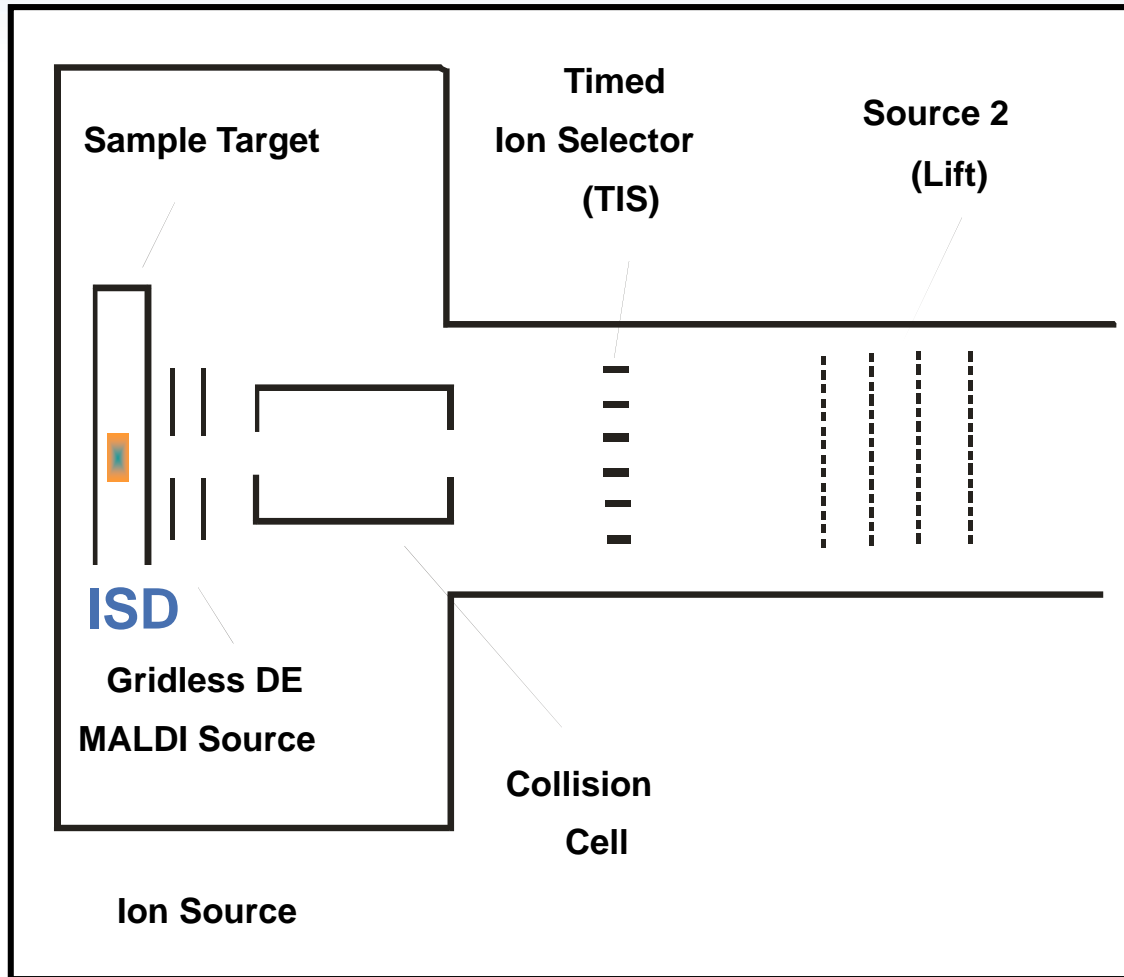 Sample Target
Timed
Ion Selector
(TIS)
Source 2
(Lift)
ISD
Gridless DE
MALDI Source
Collision
Cell
Ion Source